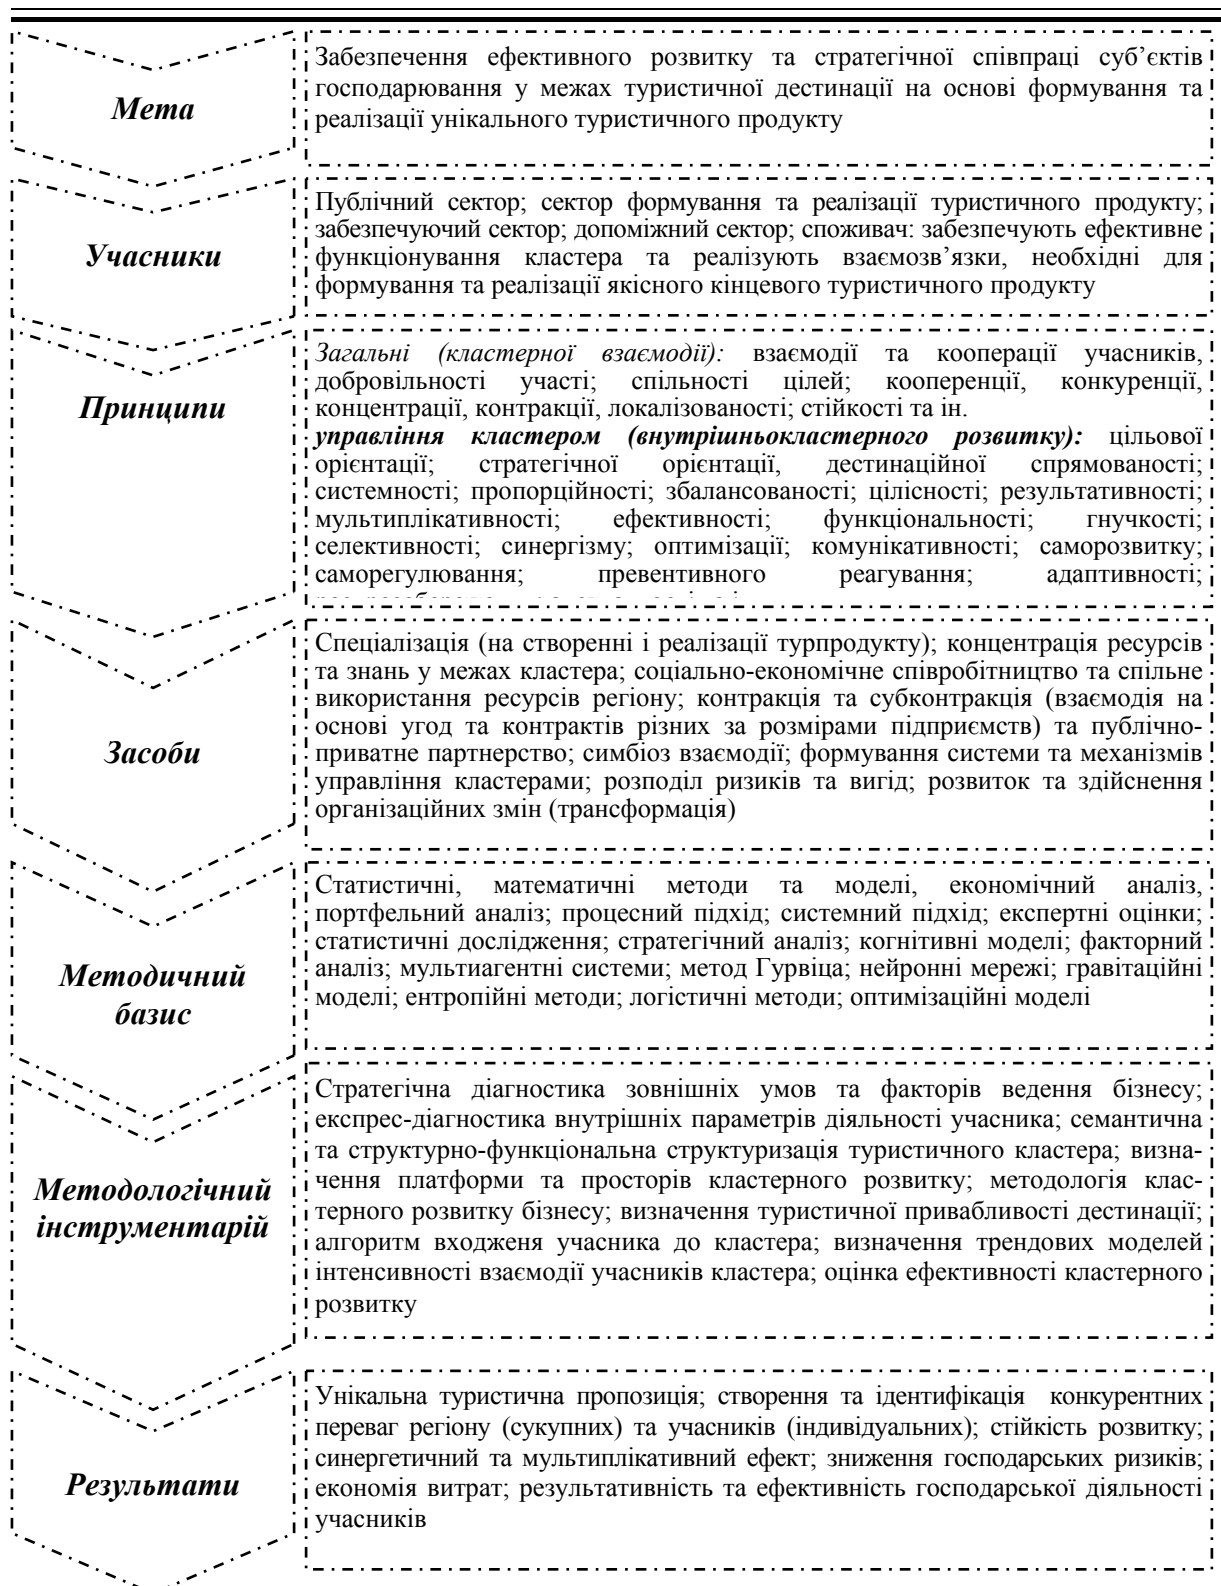 Мета
Забезпечення ефективного розвитку та стратегічної співпраці суб’єктів
господарювання у межах туристичної дестинації на основі формування та
реалізації унікального туристичного продукту
Учасники
Публічний сектор; сектор формування та реалізації туристичного продукту;
забезпечуючий сектор; допоміжний сектор; споживач: забезпечують ефективне
функціонування кластера та реалізують взаємозв’язки, необхідні для
формування та реалізації якісного кінцевого туристичного продукту
Принципи
Загальні (кластерної взаємодії): взаємодії та кооперації учасників,
добровільності участі; спільності цілей; кооперенції, конкуренції,
концентрації, контракції, локалізованості; стійкості та ін.
управління кластером (внутрішньокластерного розвитку): цільової
орієнтації; стратегічної орієнтації, дестинаційної спрямованості;
системності; пропорційності; збалансованості; цілісності; результативності;
мультиплікативності; ефективності; функціональності; гнучкості;
селективності; синергізму; оптимізації; комунікативності; саморозвитку;
саморегулювання; превентивного реагування; адаптивності;
Засоби
Спеціалізація (на створенні і реалізації турпродукту); концентрація ресурсів
та знань у межах кластера; соціально-економічне співробітництво та спільне
використання ресурсів регіону; контракція та субконтракція (взаємодія на
основі угод та контрактів різних за розмірами підприємств) та публічно-
приватне партнерство; симбіоз взаємодії; формування системи та механізмів
управління кластерами; розподіл ризиків та вигід; розвиток та здійснення
організаційних змін (трансформація)
Методичний
базис
Статистичні, математичні методи та моделі, економічний аналіз,
портфельний аналіз; процесний підхід; системний підхід; експертні оцінки;
статистичні дослідження; стратегічний аналіз; когнітивні моделі; факторний
аналіз; мультиагентні системи; метод Гурвіца; нейронні мережі; гравітаційні
моделі; ентропійні методи; логістичні методи; оптимізаційні моделі
Методологічний
інструментарій
Стратегічна діагностика зовнішніх умов та факторів ведення бізнесу;
експрес-діагностика внутрішніх параметрів діяльності учасника; семантична
та структурно-функціональна структуризація туристичного кластера; визна-
чення платформи та просторів кластерного розвитку; методологія клас-
терного розвитку бізнесу; визначення туристичної привабливості дестинації;
алгоритм входженя учасника до кластера; визначення трендових моделей
інтенсивності взаємодії учасників кластера; оцінка ефективності кластерного
розвитку
Результати
Унікальна туристична пропозиція; створення та ідентифікація конкурентних
переваг регіону (сукупних) та учасників (індивідуальних); стійкість розвитку;
синергетичний та мультиплікативний ефект; зниження господарських ризиків;
економія витрат; результативність та ефективність господарської діяльності
учасників